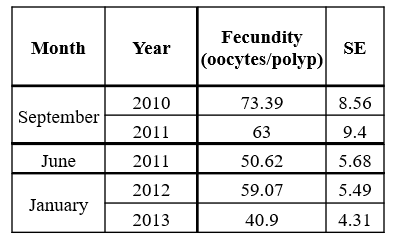 Month Year Fecundity (oocytes/polyp) SE
September 2010 73.39 8.56
2011 63 9.4
June 2011 50.62 5.68
January 2012 59.07 5.49
2013 40.9 4.31